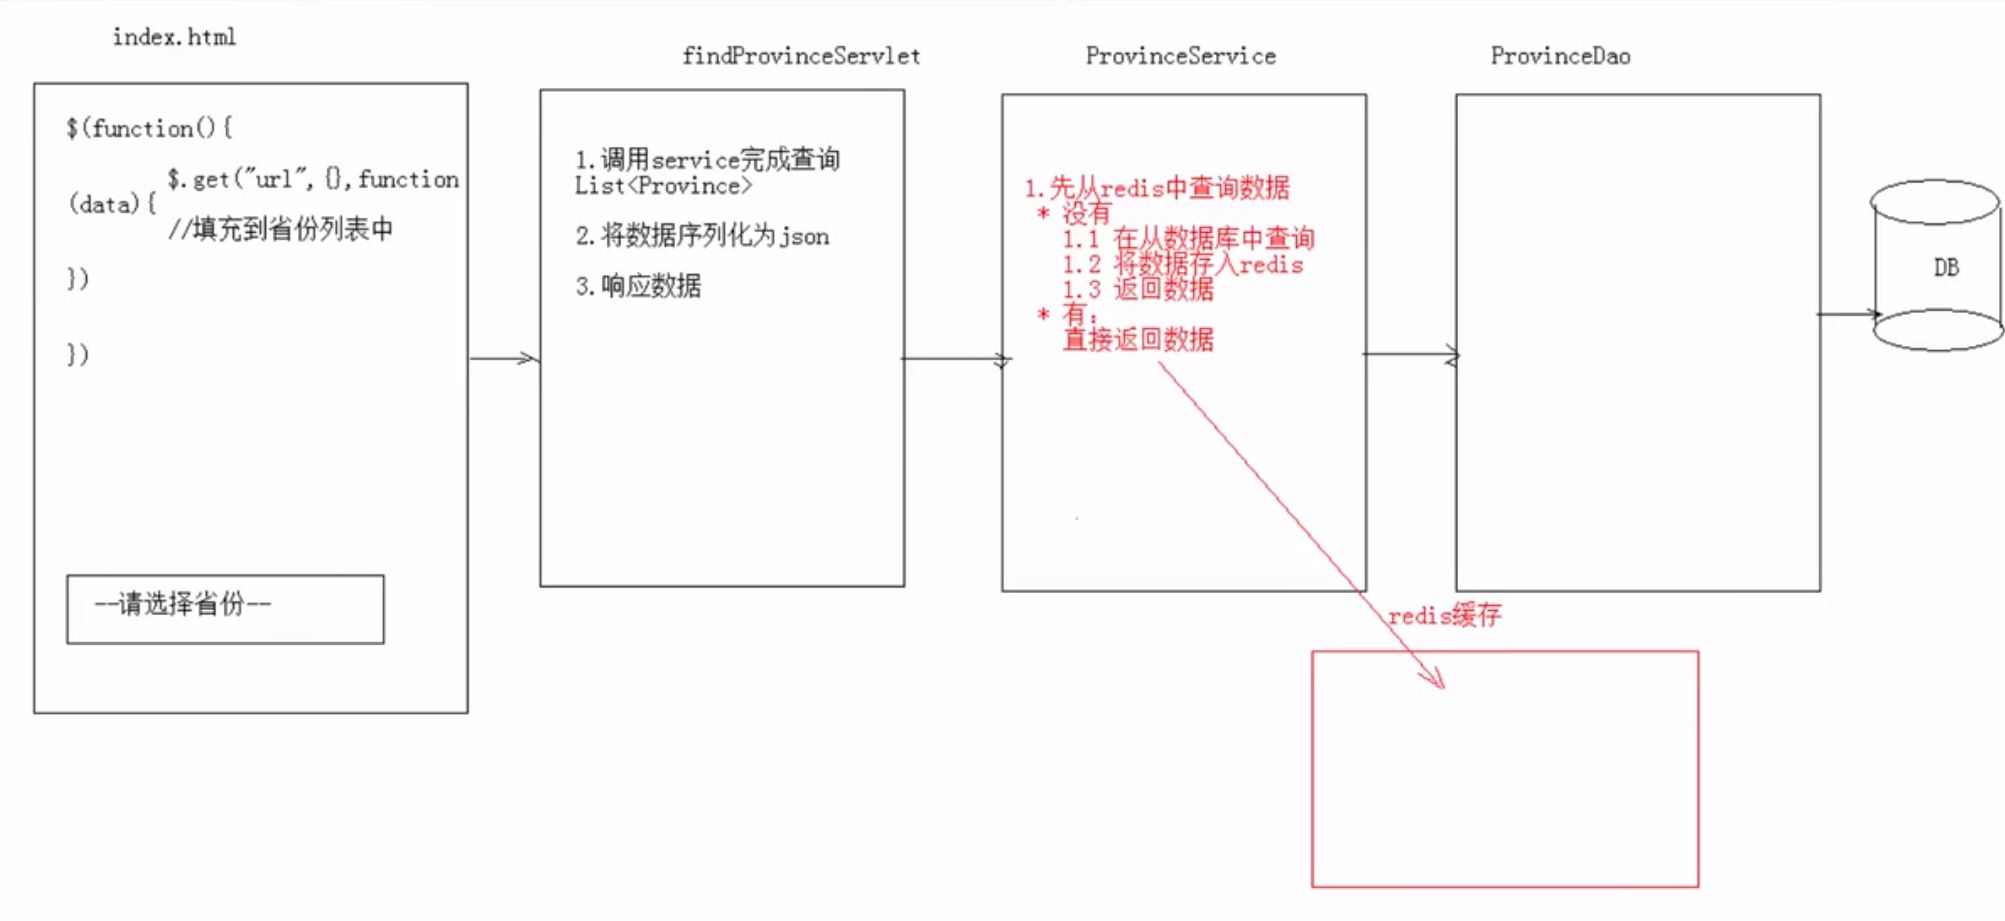 index.html
findProvinceServlet
ProvinceService
ProvinceDao
$(function(){
$.get("url",{},function
(data){
//填充到省份列表中
})
})
--请选择省份--
1.调用service完成查询
List<Province>
2.将数据序列化为json
3.响应数据
1.先从redis中查询数据
* 没有
1.1 在从数据库中查询
1.2 将数据存入redis
1.3 返回数据
* 有：
直接返回数据
redis缓存
DB